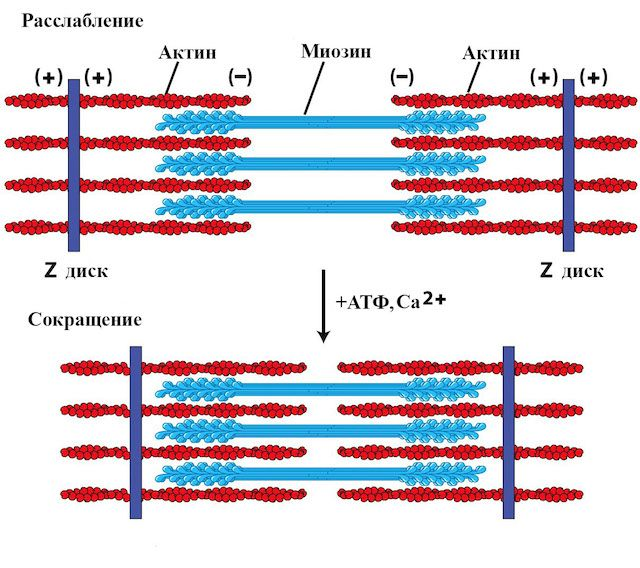 Расслабление
Актин Миозин Актин
(+) (+) (−) (−) (+) (+)
Z диск Z диск
+АТФ, Ca2+
Сокращение